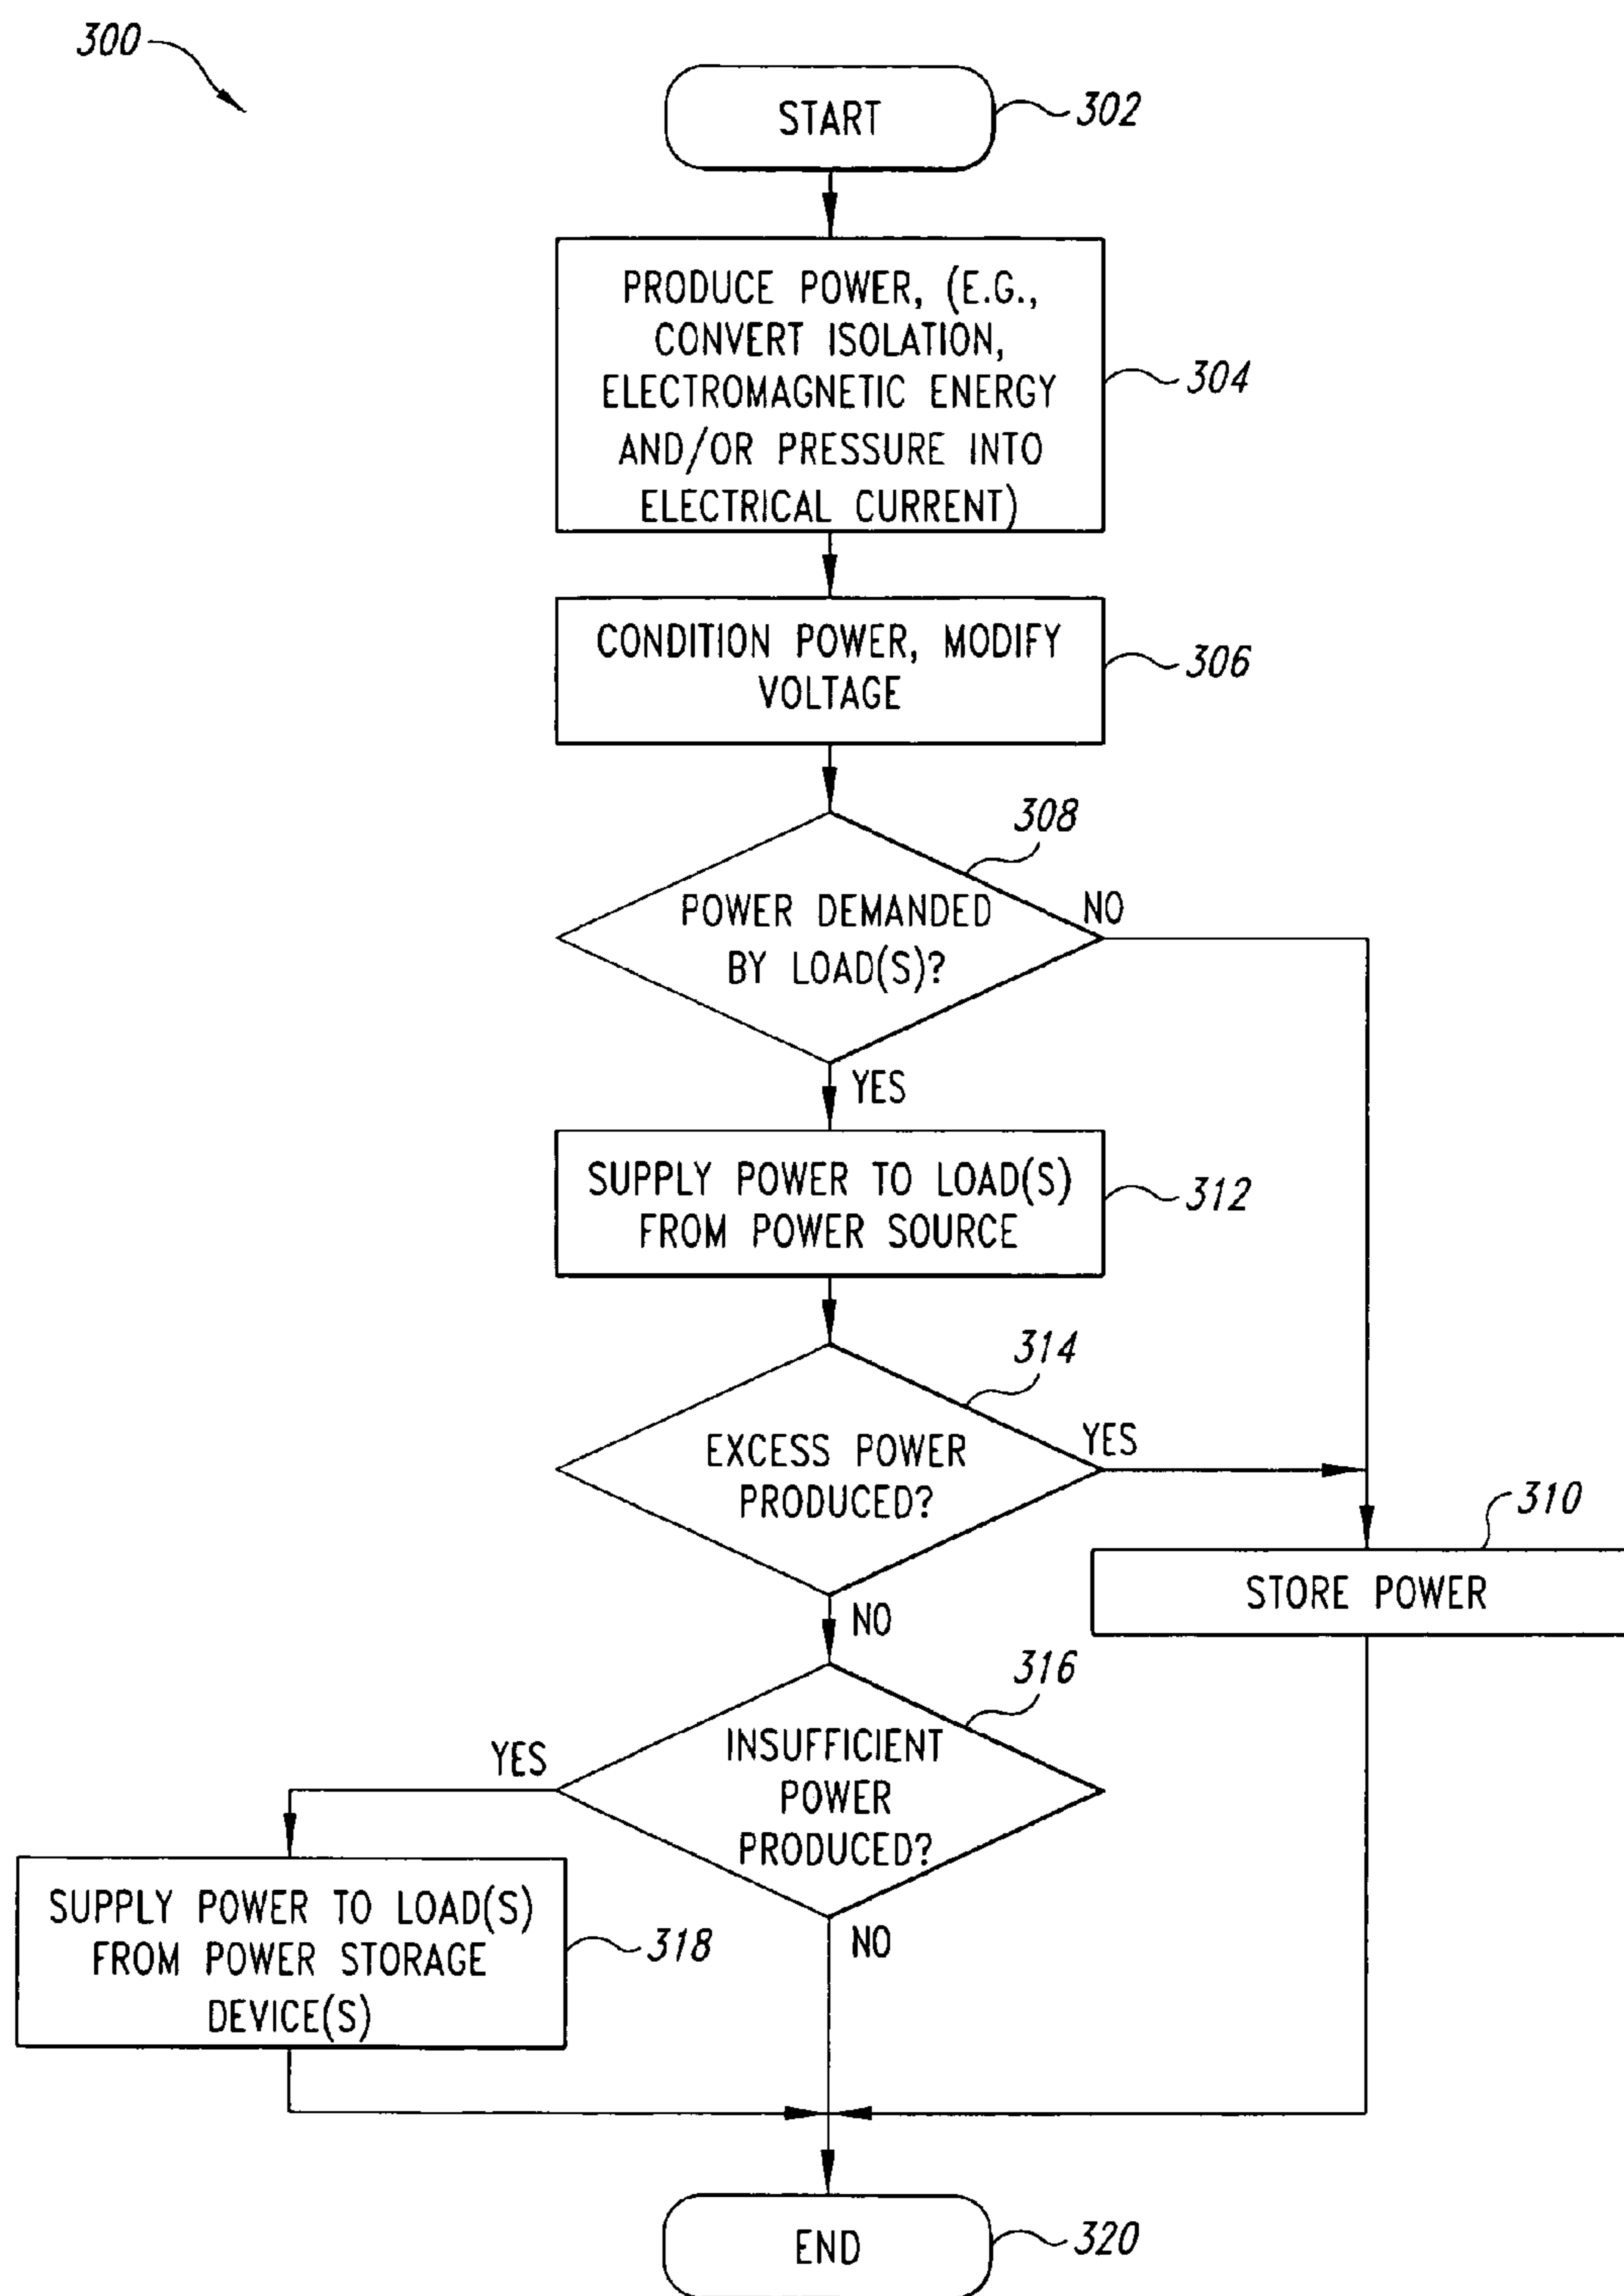 300
START
302
PRODUCE POWER, (E.G.,
CONVERT ISOLATION,
ELECTROMAGNETIC ENERGY
AND/OR PRESSURE INTO
ELECTRICAL CURRENT)
304
CONDITION POWER, MODIFY
VOLTAGE
306
308
POWER DEMANDED
BY LOAD(S)?
NO
YES
SUPPLY POWER TO LOAD(S)
FROM POWER SOURCE
312
314
EXCESS POWER
PRODUCED?
YES
310
STORE POWER
NO
316
INSUFFICIENT
POWER
PRODUCED?
YES
SUPPLY POWER TO LOAD(S)
FROM POWER STORAGE
DEVICE(S)
318
NO
END
320